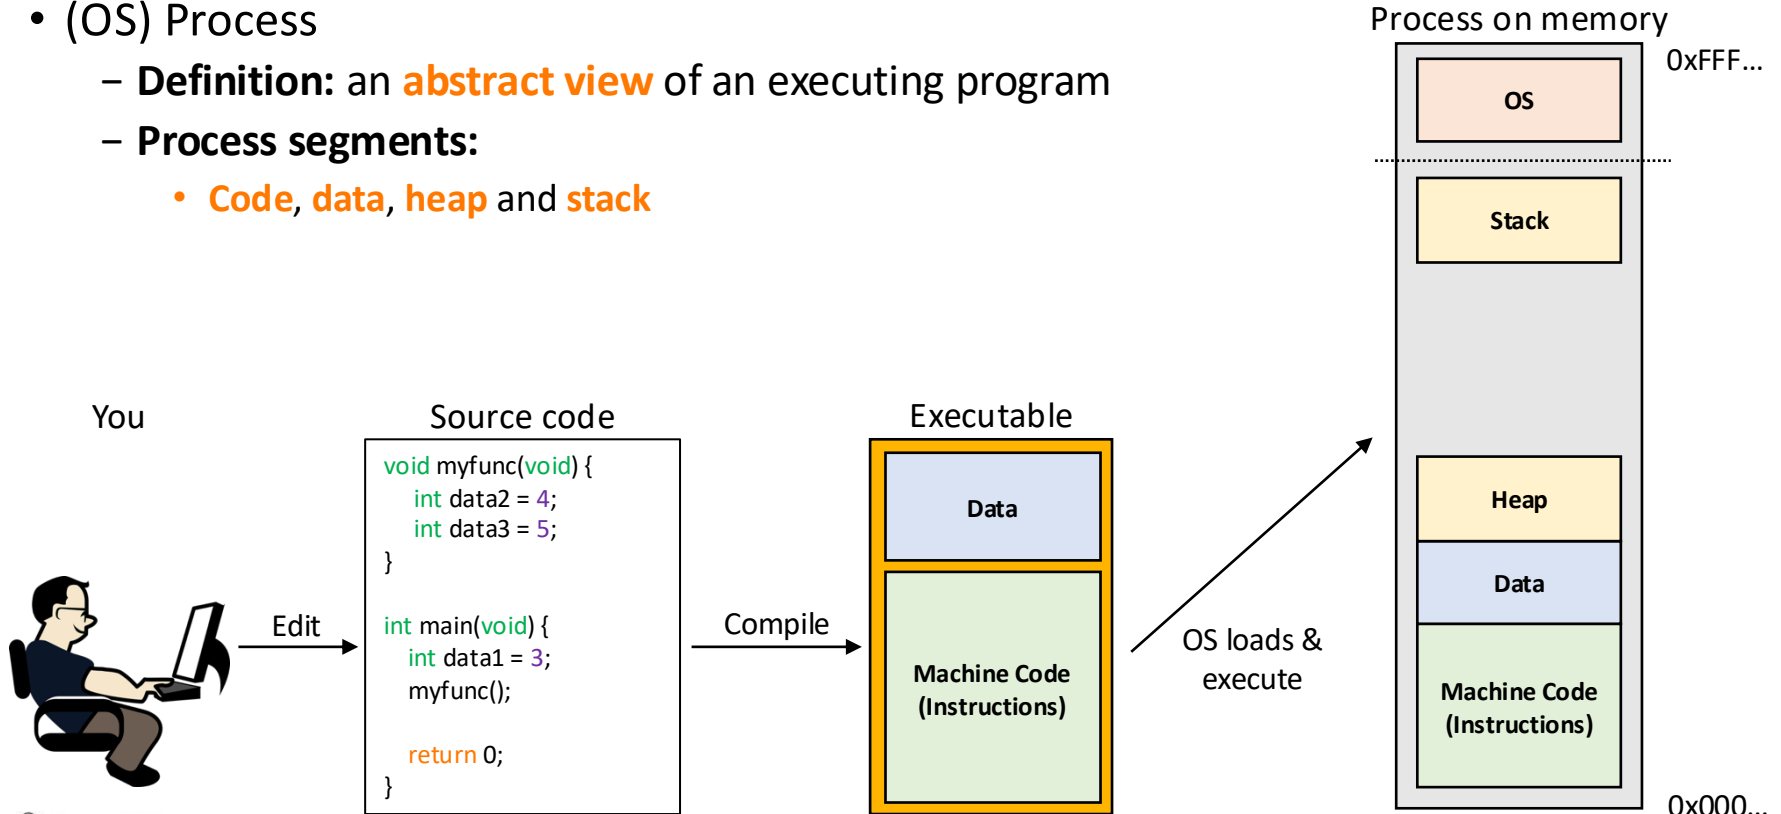 • (OS) Process
– Definition: an abstract view of an executing program
– Process segments:
• Code, data, heap and stack
You
Edit
Source code
void myfunc(void) {
int data2 = 4;
int data3 = 5;
}
int main(void) {
int data1 = 3;
myfunc();
return 0;
}
Compile
Executable
Data
Machine Code
(Instructions)
OS loads &
execute
Process on memory
0xFFF...
OS
Stack
Heap
Data
Machine Code
(Instructions)
0x000...